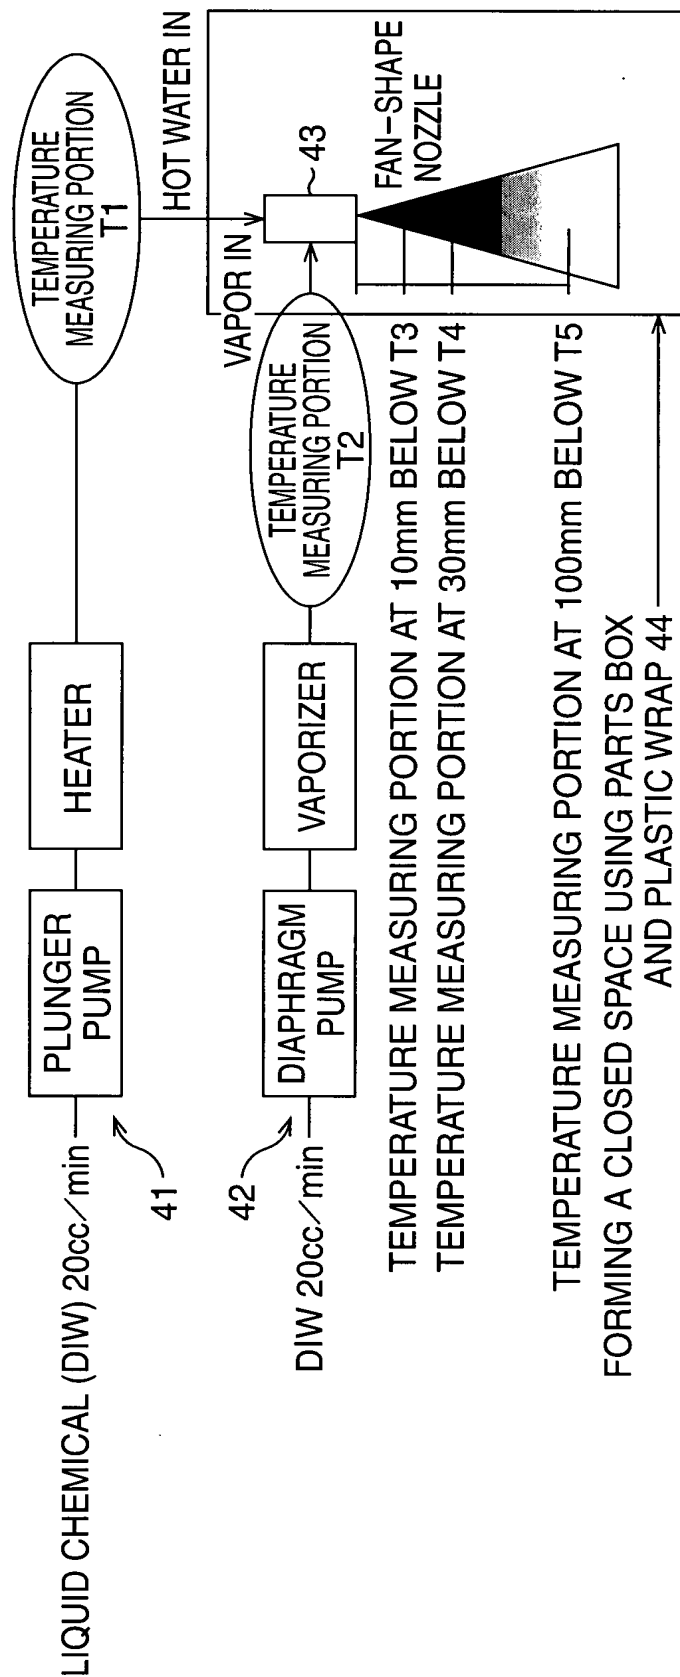 LIQUID CHEMICAL (DIW) 20cc/min
PLUNGER
PUMP
HEATER
TEMPERATURE
MEASURING PORTION
T1
41
HOT WATER IN
42
DIW 20cc/min
DIAPHRAGM
PUMP
VAPORIZER
TEMPERATURE
MEASURING PORTION
T2
VAPOR IN
43
FAN-SHAPE
NOZZLE
TEMPERATURE MEASURING PORTION AT 10mm BELOW T3
TEMPERATURE MEASURING PORTION AT 30mm BELOW T4
TEMPERATURE MEASURING PORTION AT 100mm BELOW T5
FORMING A CLOSED SPACE USING PARTS BOX
AND PLASTIC WRAP 44